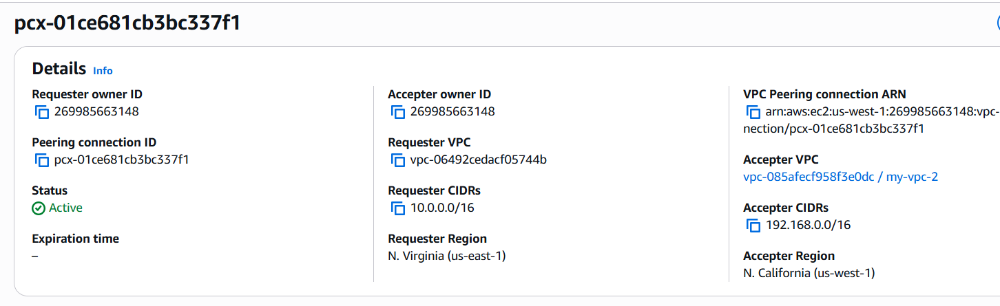 pcx-01ce681cb3bc337f1
Details Info
Requester owner ID
269985663148
Peering connection ID
pcx-01ce681cb3bc337f1
Status
Active
Expiration time
–
Accepter owner ID
269985663148
Requester VPC
vpc-06492cedacf05744b
Requester CIDRs
10.0.0.0/16
Requester Region
N. Virginia (us-east-1)
VPC Peering connection ARN
arn:aws:ec2:us-west-1:269985663148:vpc-
nection/pcx-01ce681cb3bc337f1
Accepter VPC
vpc-085afecf958f3e0dc / my-vpc-2
Accepter CIDRs
192.168.0.0/16
Accepter Region
N. California (us-west-1)